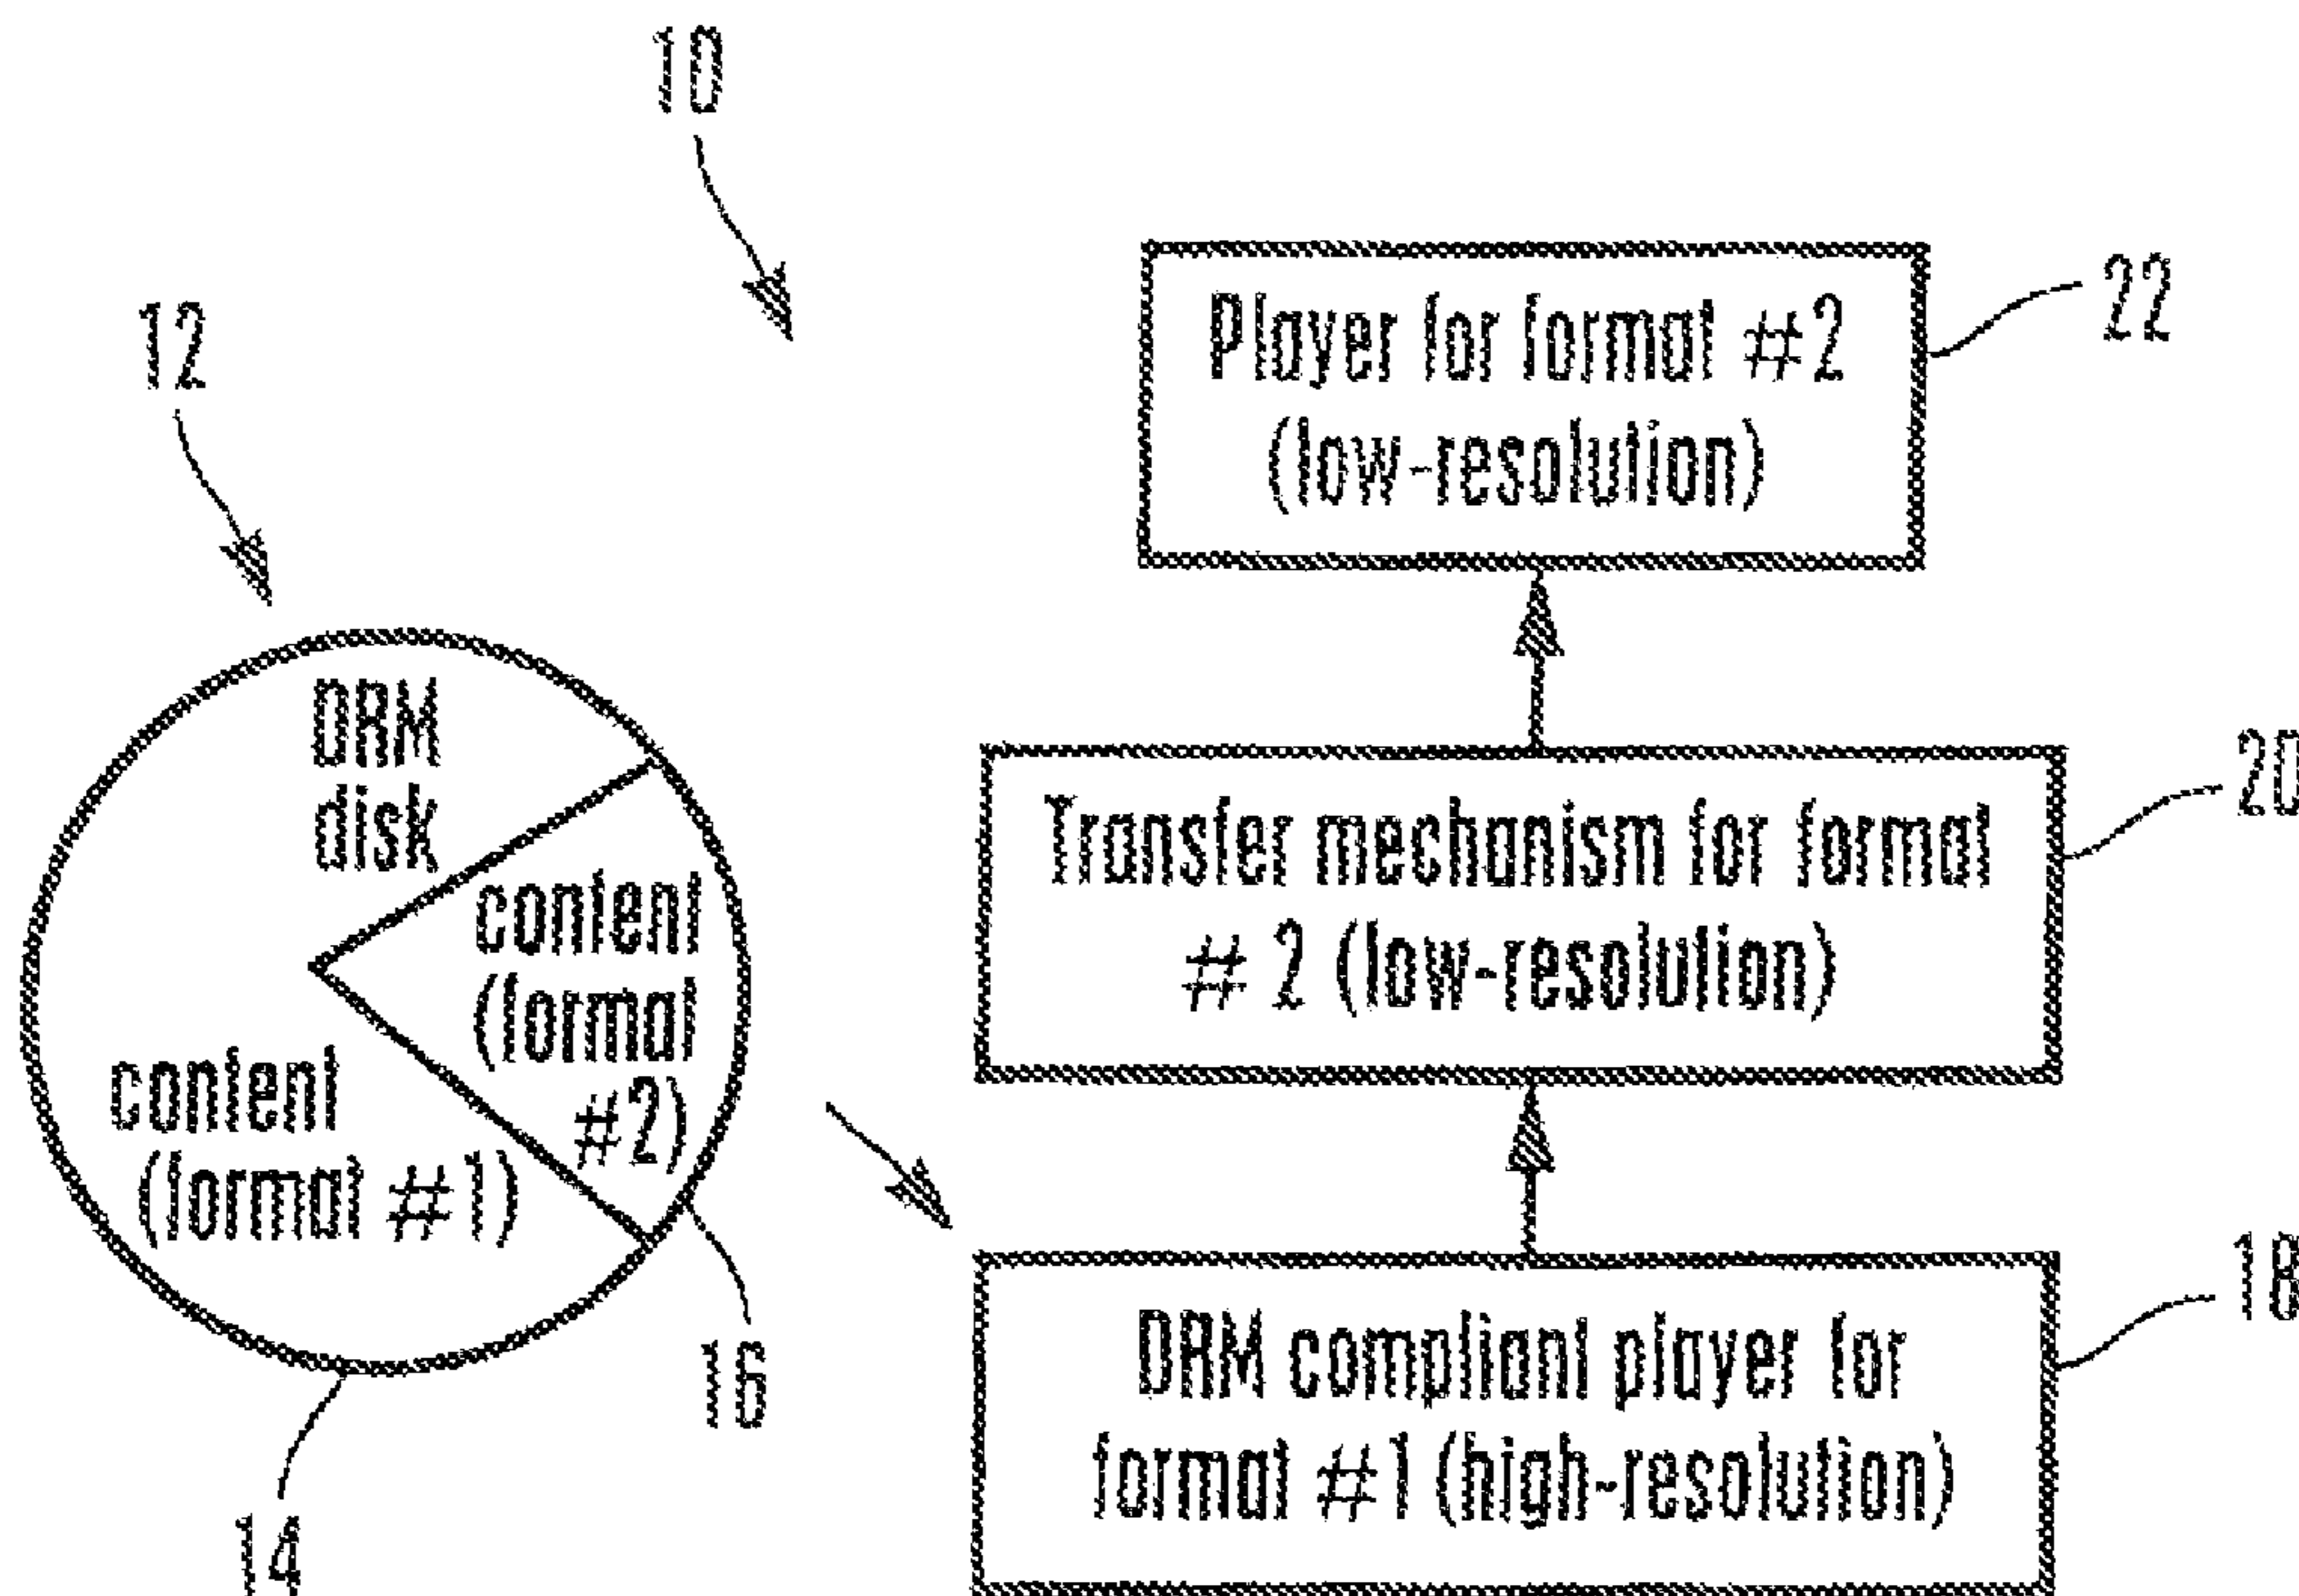 10
12
Player for format #2
(low-resolution)
22
DRM
disk
Transfer mechanism for format
# 2 (low-resolution)
20
content
(format
#2)
content
(format #1)
16
14
DRM compliant player for
format #1 (high-resolution)
18